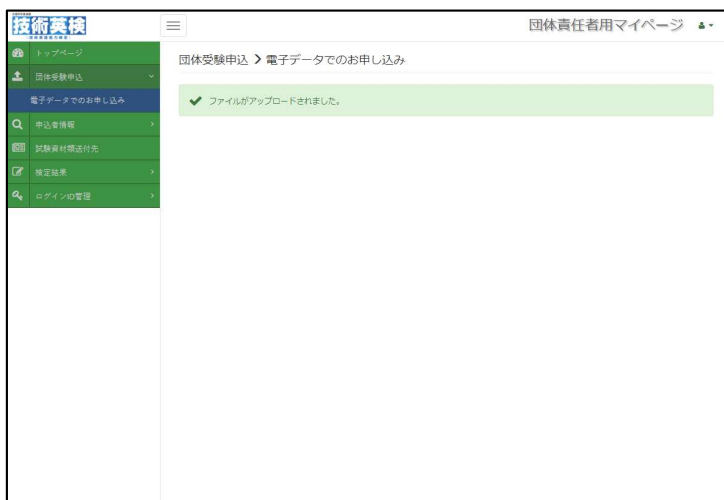 技術英検
団体責任者用マイページ
トップページ
団体受験申込
電子データでのお申し込み
申込者情報
試験資材類送付先
検定結果
ログインID管理
団体受験申込 ❯ 電子データでのお申し込み
ファイルがアップロードされました。